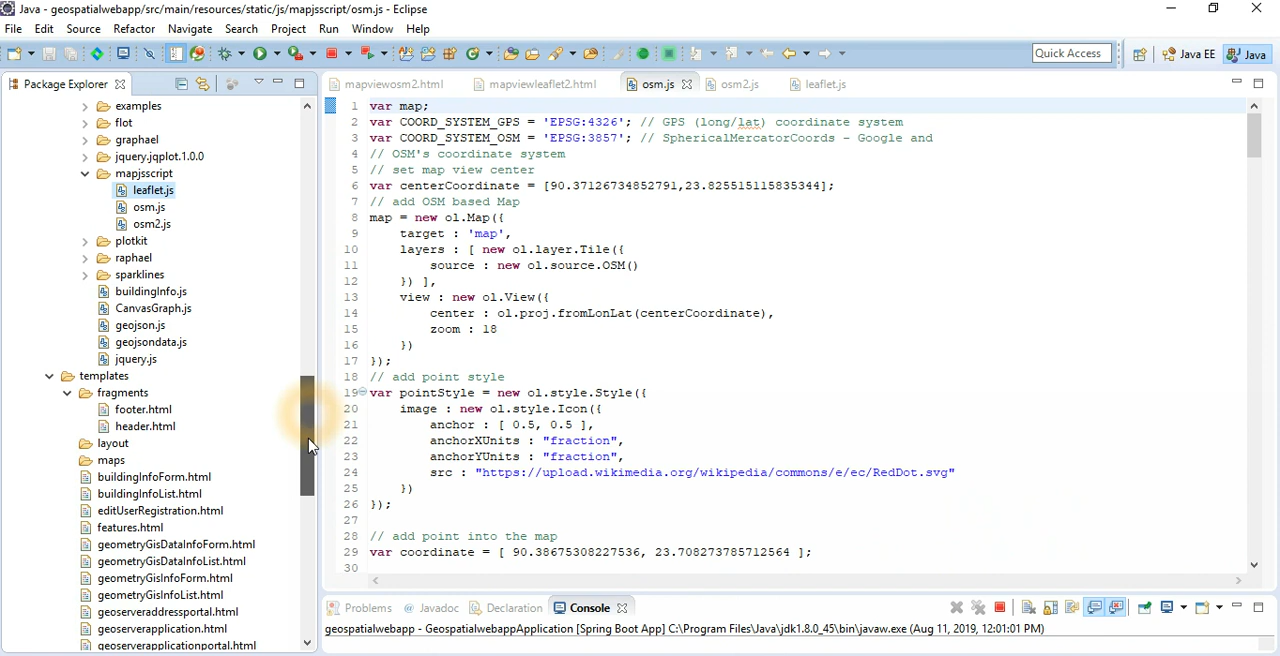 Java - geospatialwebapp/src/main/resources/static/js/mapjsscript/osm.js - Eclipse
File Edit Source Refactor Navigate Search Project Run Window Help
Quick Access
Java EE
Java
Package Explorer
examples
flot
graphael
jquery.jqplot.1.0.0
mapjsscript
leaflet.js
osm.js
osm2.js
plotkit
raphael
sparklines
buildingInfo.js
CanvasGraph.js
geojson.js
geojsondata.js
jquery.js
templates
fragments
footer.html
header.html
layout
maps
buildingInfoForm.html
buildingInfoList.html
editUserRegistration.html
features.html
geometryGisDataInfoForm.html
geometryGisDataInfoList.html
geometryGisInfoForm.html
geometryGisInfoList.html
geoserveraddressportal.html
geoserverapplication.html
geoserverapplicationportal.html
mapviewosm2.html mapviewleaflet2.html osm.js osm2.js leaflet.js
1 var map;
2 var COORD_SYSTEM_GPS = 'EPSG:4326'; // GPS (long/lat) coordinate system
3 var COORD_SYSTEM_OSM = 'EPSG:3857'; // SphericalMercatorCoords - Google and
4 // OSM's coordinate system
5 // set map view center
6 var centerCoordinate = [90.37126734852791,23.825515115835344];
7 // add OSM based Map
8 map = new ol.Map({
9 target : 'map',
10 layers : [ new ol.layer.Tile({
11 source : new ol.source.OSM()
12 }) ],
13 view : new ol.View({
14 center : ol.proj.fromLonLat(centerCoordinate),
15 zoom : 18
16 })
17 });
18 // add point style
19 var pointStyle = new ol.style.Style({
20 image : new ol.style.Icon({
21 anchor : [ 0.5, 0.5 ],
22 anchorXUnits : "fraction",
23 anchorYUnits : "fraction",
24 src : "https://upload.wikimedia.org/wikipedia/commons/e/ec/RedDot.svg"
25 })
26 });
27
28 // add point into the map
29 var coordinate = [ 90.38675308227536, 23.708273785712564 ];
30
Problems Javadoc Declaration Console
geospatialwebapp - GeospatialwebappApplication [Spring Boot App] C:\Program Files\Java\jdk1.8.0_45\bin\javaw.exe (Aug 11, 2019, 12:01:01 PM)